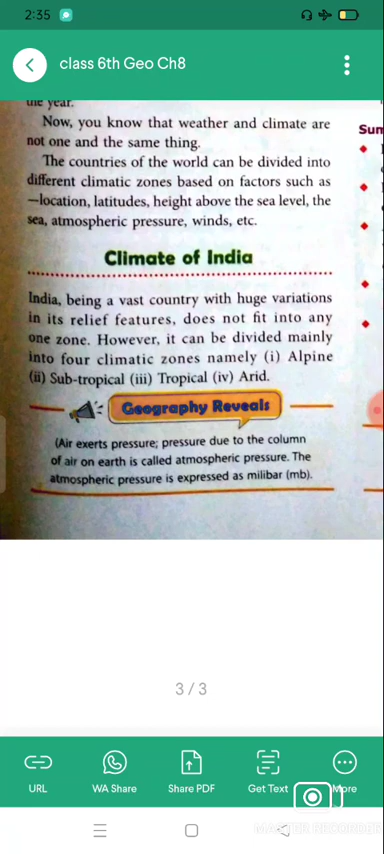 2:35
class 6th Geo Ch8
the year.
Now, you know that weather and climate are
not one and the same thing.
The countries of the world can be divided into
different climatic zones based on factors such as
—location, latitudes, height above the sea level, the
sea, atmospheric pressure, winds, etc.
Sum
Climate of India
India, being a vast country with huge variations
in its relief features, does not fit into any
one zone. However, it can be divided mainly
into four climatic zones namely (i) Alpine
(ii) Sub-tropical (iii) Tropical (iv) Arid.
Geography Reveals
(Air exerts pressure; pressure due to the column
of air on earth is called atmospheric pressure. The
atmospheric pressure is expressed as milibar (mb).
3 / 3
URL
WA Share
Share PDF
Get Text
More